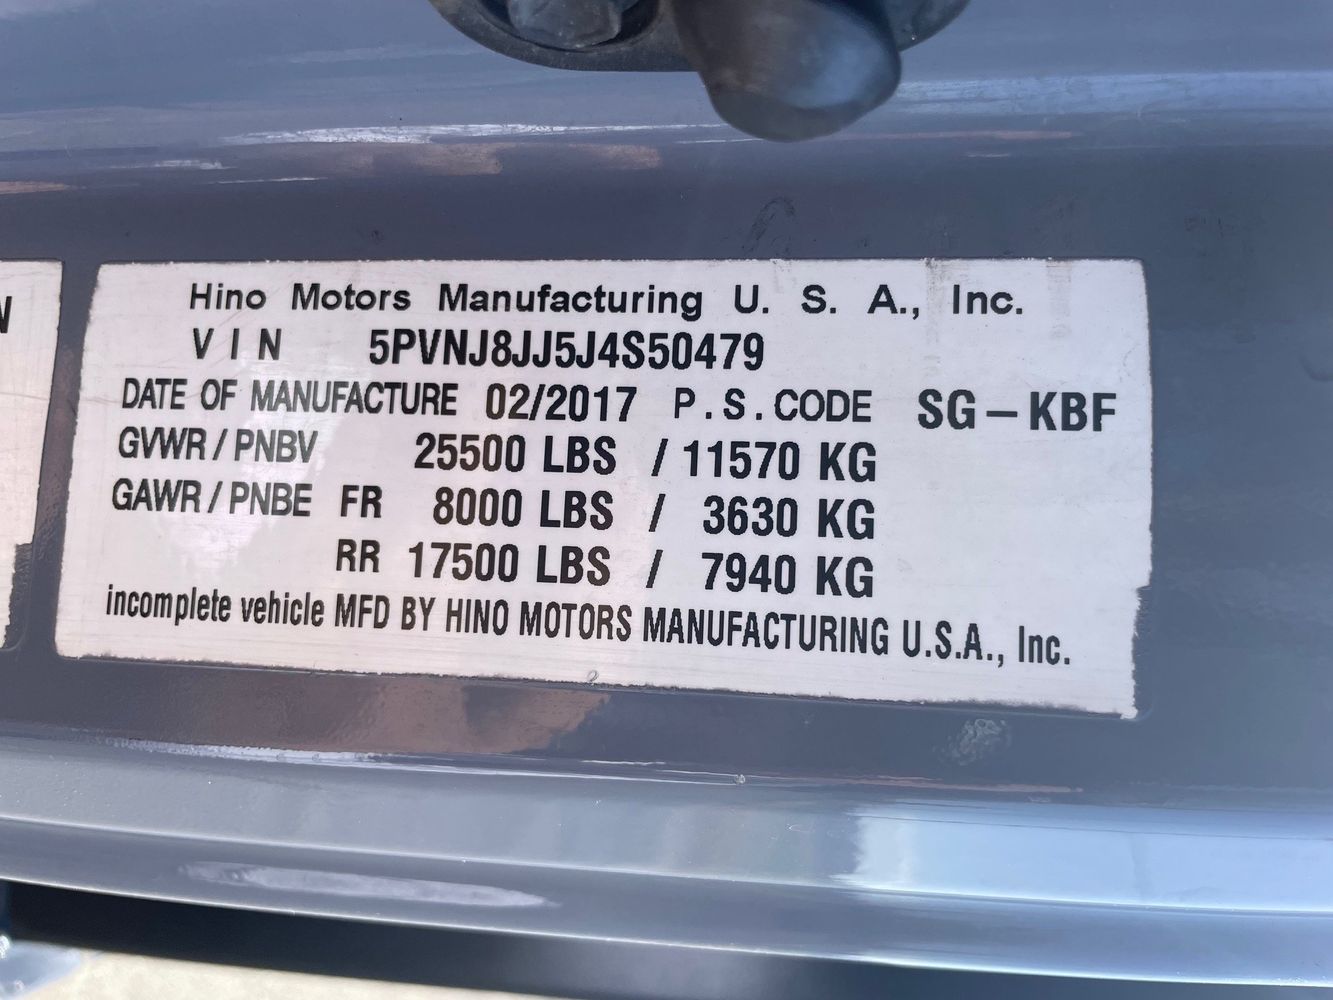 Hino Motors Manufacturing U. S. A., Inc.
VIN 5PVNJ8JJ5J4S50479
DATE OF MANUFACTURE 02/2017 P.S.CODE SG-KBF
GVWR/PNBV 25500 LBS / 11570 KG
GAWR/PNBE FR 8000 LBS / 3630 KG
RR 17500 LBS / 7940 KG
incomplete vehicle MFD BY HINO MOTORS MANUFACTURING U.S.A., Inc.